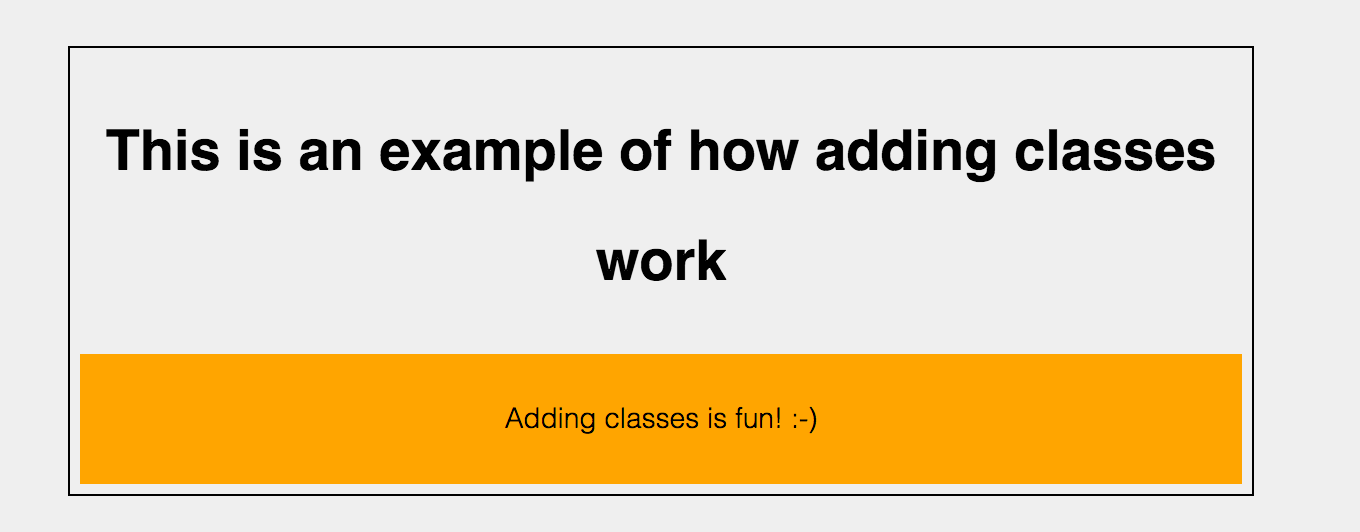 This is an example of how adding classes
work
Adding classes is fun! :-)